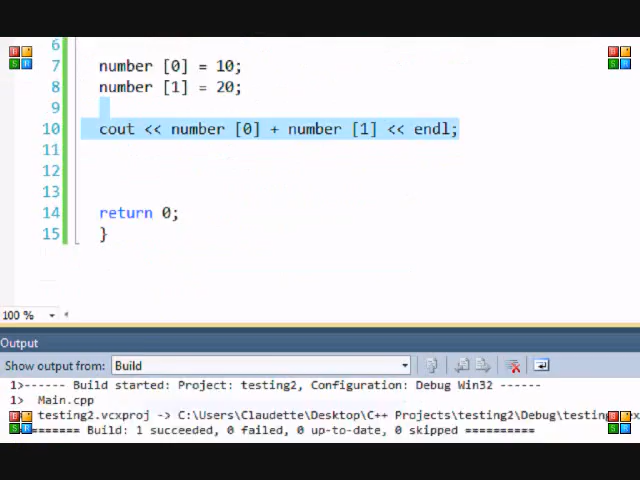 6
7 number [0] = 10;
8 number [1] = 20;
9
10 cout << number [0] + number [1] << endl;
11
12
13
14 return 0;
15 }
100 %
Output
Show output from: Build
1>------ Build started: Project: testing2, Configuration: Debug Win32 ------
1> Main.cpp
testing2.vcxproj -> C:\Users\Claudette\Desktop\C++ Projects\testing2\Debug\testing
======= Build: 1 succeeded, 0 failed, 0 up-to-date, 0 skipped ==========